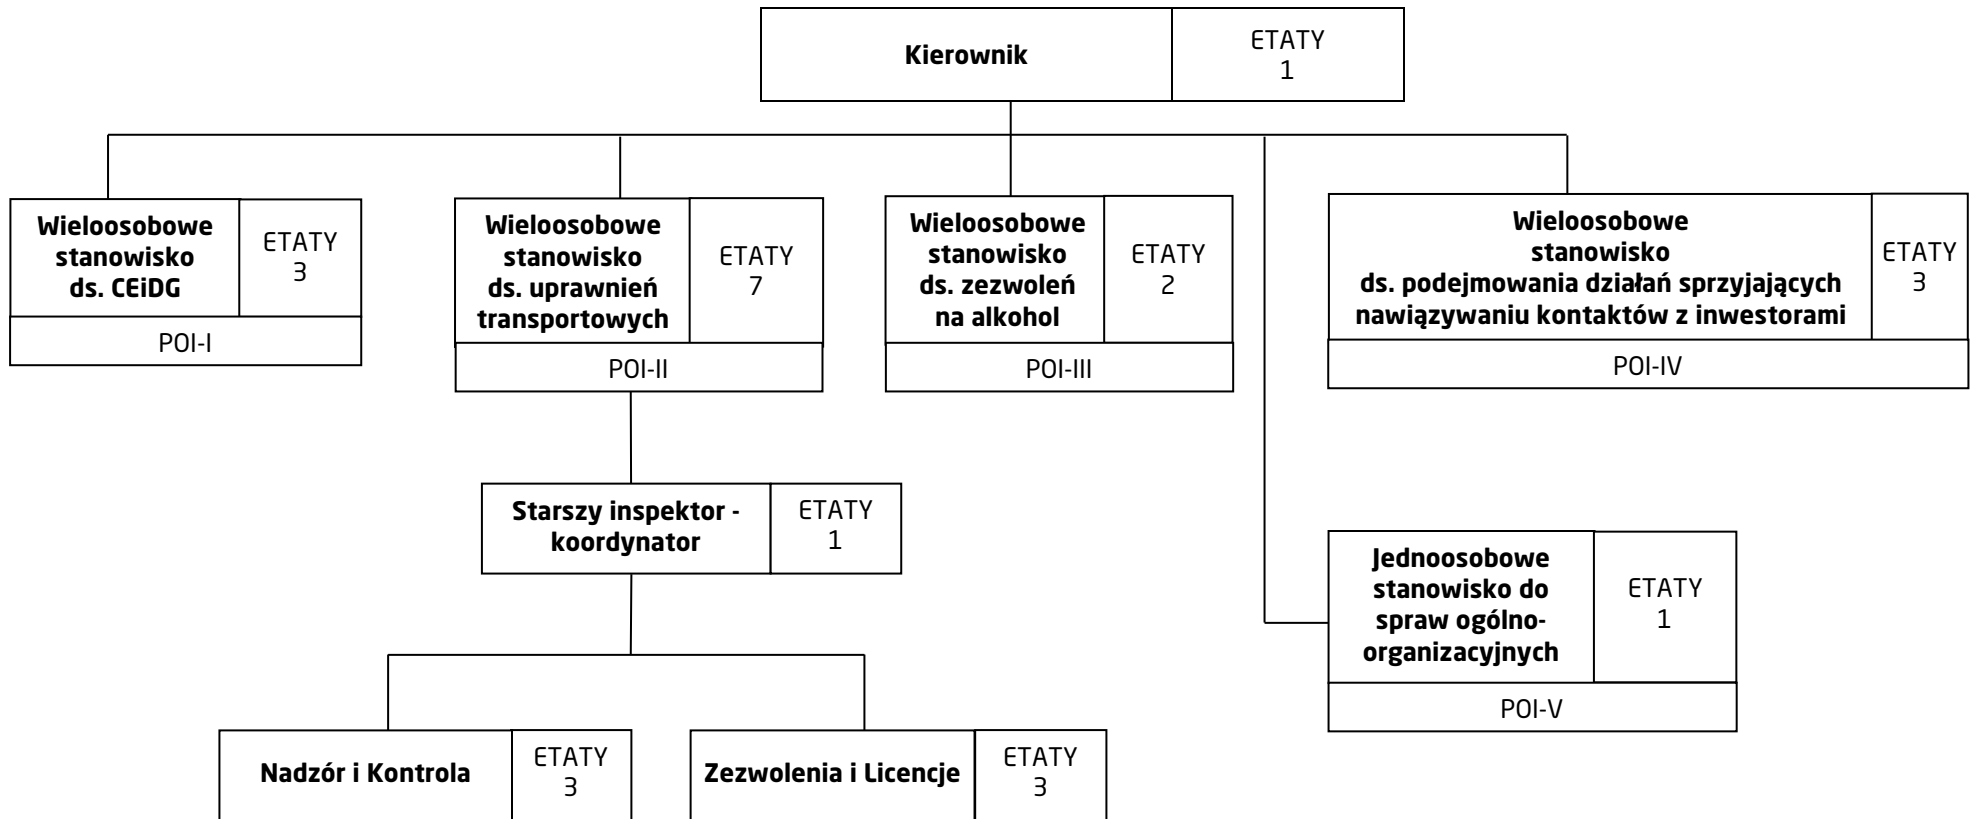 Kierownik
ETATY
1
Wieloosobowe
stanowisko
ds. CEiDG
ETATY
3
POI-I
Wieloosobowe
stanowisko
ds. uprawnień
transportowych
ETATY
7
POI-II
Wieloosobowe
stanowisko
ds. zezwoleń
na alkohol
ETATY
2
POI-III
Wieloosobowe
stanowisko
ds. podejmowania działań sprzyjających
nawiązywaniu kontaktów z inwestorami
ETATY
3
POI-IV
Starszy inspektor -
koordynator
ETATY
1
Jednoosobowe
stanowisko do
spraw ogólno-
organizacyjnych
ETATY
1
POI-V
Nadzór i Kontrola
ETATY
3
Zezwolenia i Licencje
ETATY
3